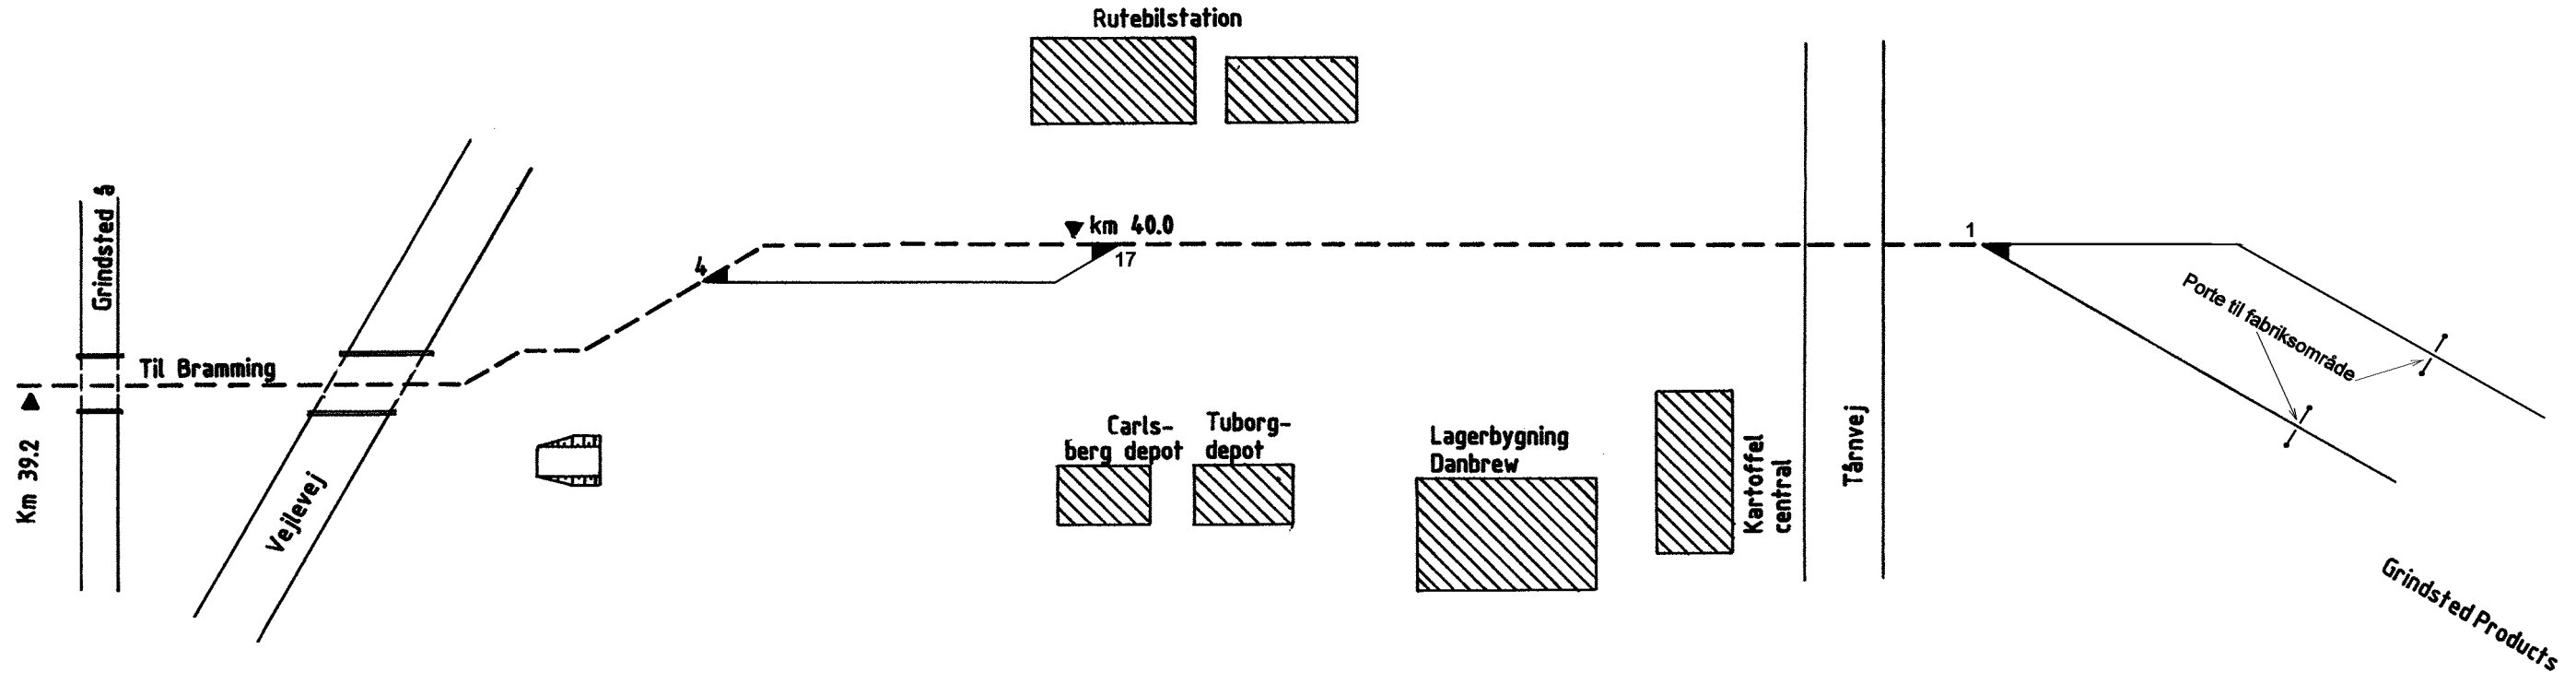 Rutebilstation
Grindsted å
km 40.0
1
17
4
Til Bramming
Porte til fabriksområde
Km 39.2
Vejlevej
Carls-
berg depot
Tuborg-
depot
Lagerbygning
Danbrew
Kartoffel
central
Tårnvej
Grindsted Products